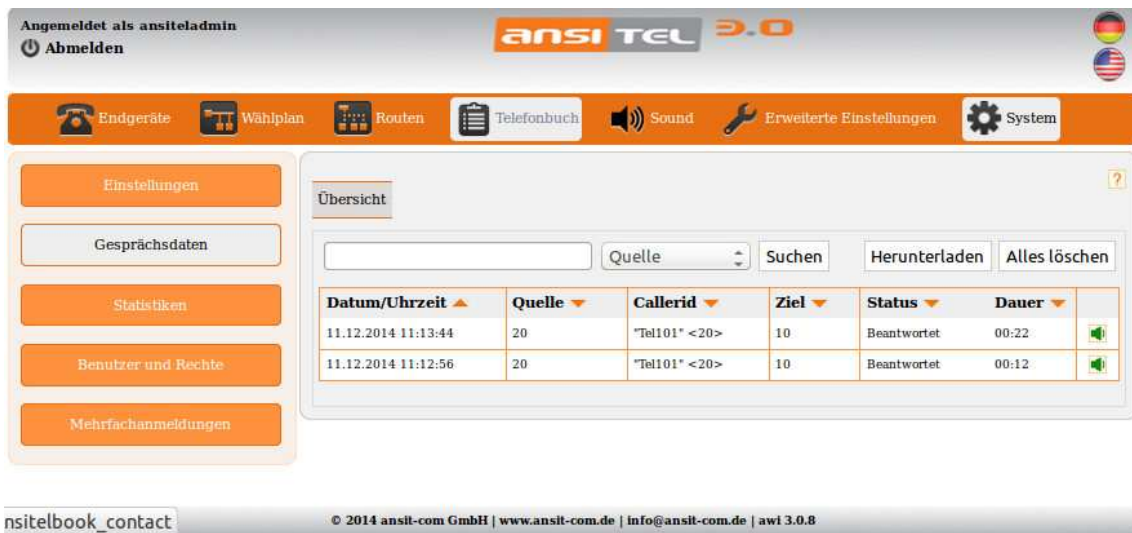 Angemeldet als ansiteladmin
Abmelden
ansi TEL 3.0
Endgeräte Wählplan Routen Telefonbuch Sound Erweiterte Einstellungen System
Einstellungen
Gesprächsdaten
Statistiken
Benutzer und Rechte
Mehrfachanmeldungen
?
Übersicht
Quelle Suchen Herunterladen Alles löschen
Datum/Uhrzeit Quelle Callerid Ziel Status Dauer
11.12.2014 11:13:44 20 "Tel101" <20> 10 Beantwortet 00:22
11.12.2014 11:12:56 20 "Tel101" <20> 10 Beantwortet 00:12
nsitelbook_contact
© 2014 ansit-com GmbH | www.ansit-com.de | info@ansit-com.de | awi 3.0.8